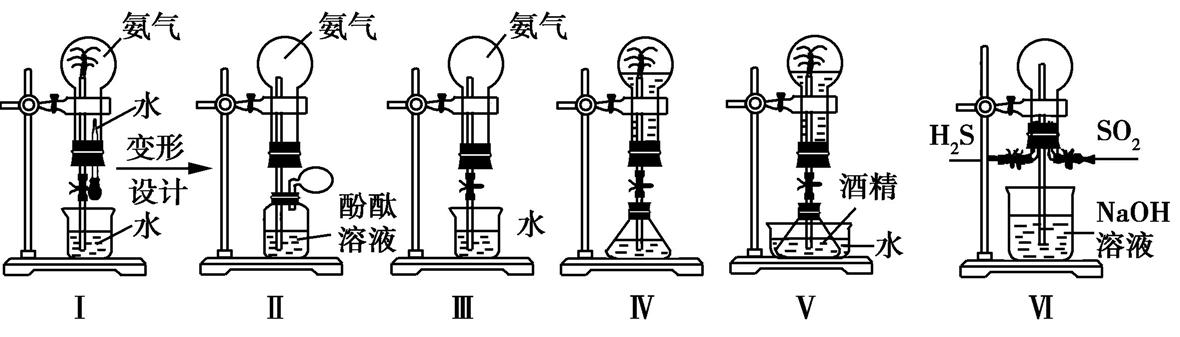 氨气
水
水
Ⅰ
变形
设计
氨气
酚酞
溶液
Ⅱ
氨气
水
Ⅲ
Ⅳ
酒精
水
Ⅴ
H₂S
SO₂
NaOH
溶液
Ⅵ